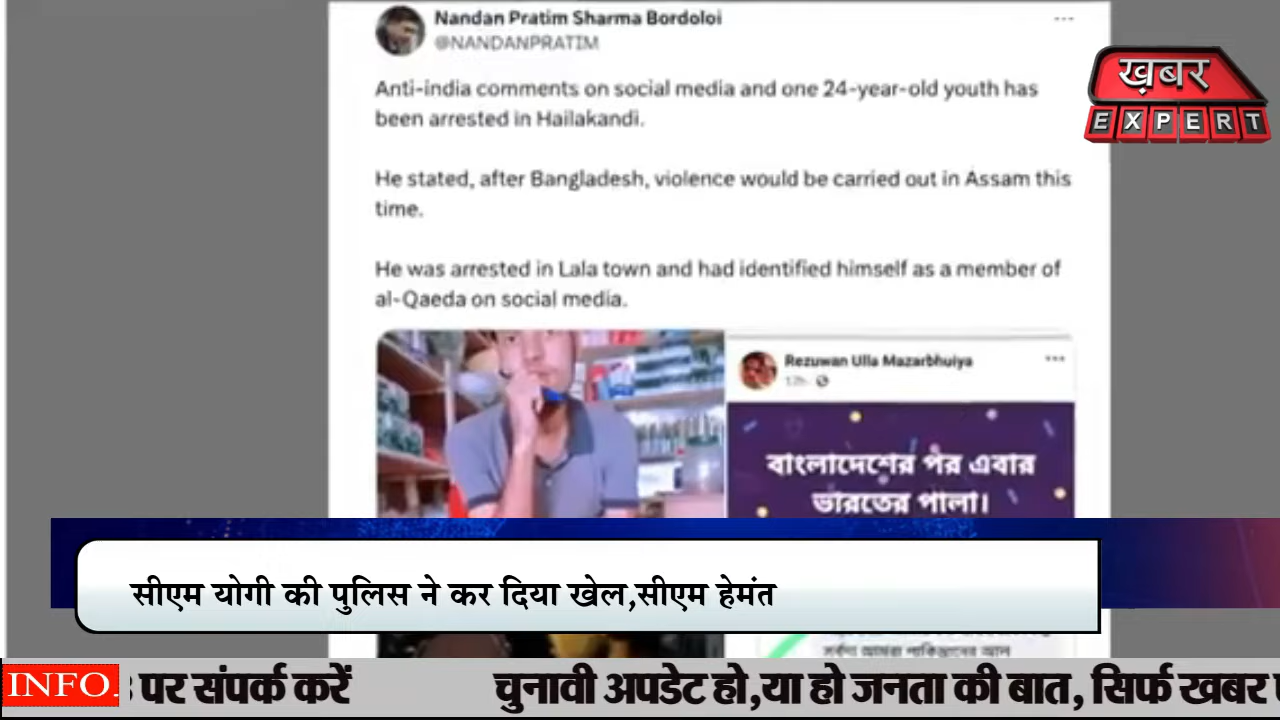 Nandan Pratim Sharma Bordoloi
@NANDANPRATIM
Anti-india comments on social media and one 24-year-old youth has
been arrested in Hailakandi.
He stated, after Bangladesh, violence would be carried out in Assam this
time.
He was arrested in Lala town and had identified himself as a member of
al-Qaeda on social media.
ख़बर
EXPERT
Rezuwan Ulla Mazarbhuiya
12h
বাংলাদেশের পর এবার
ভারতের পালা।
सीएम योगी की पुलिस ने कर दिया खेल,सीएम हेमंत
INFO.
पर संपर्क करें चुनावी अपडेट हो,या हो जनता की बात, सिर्फ खबर